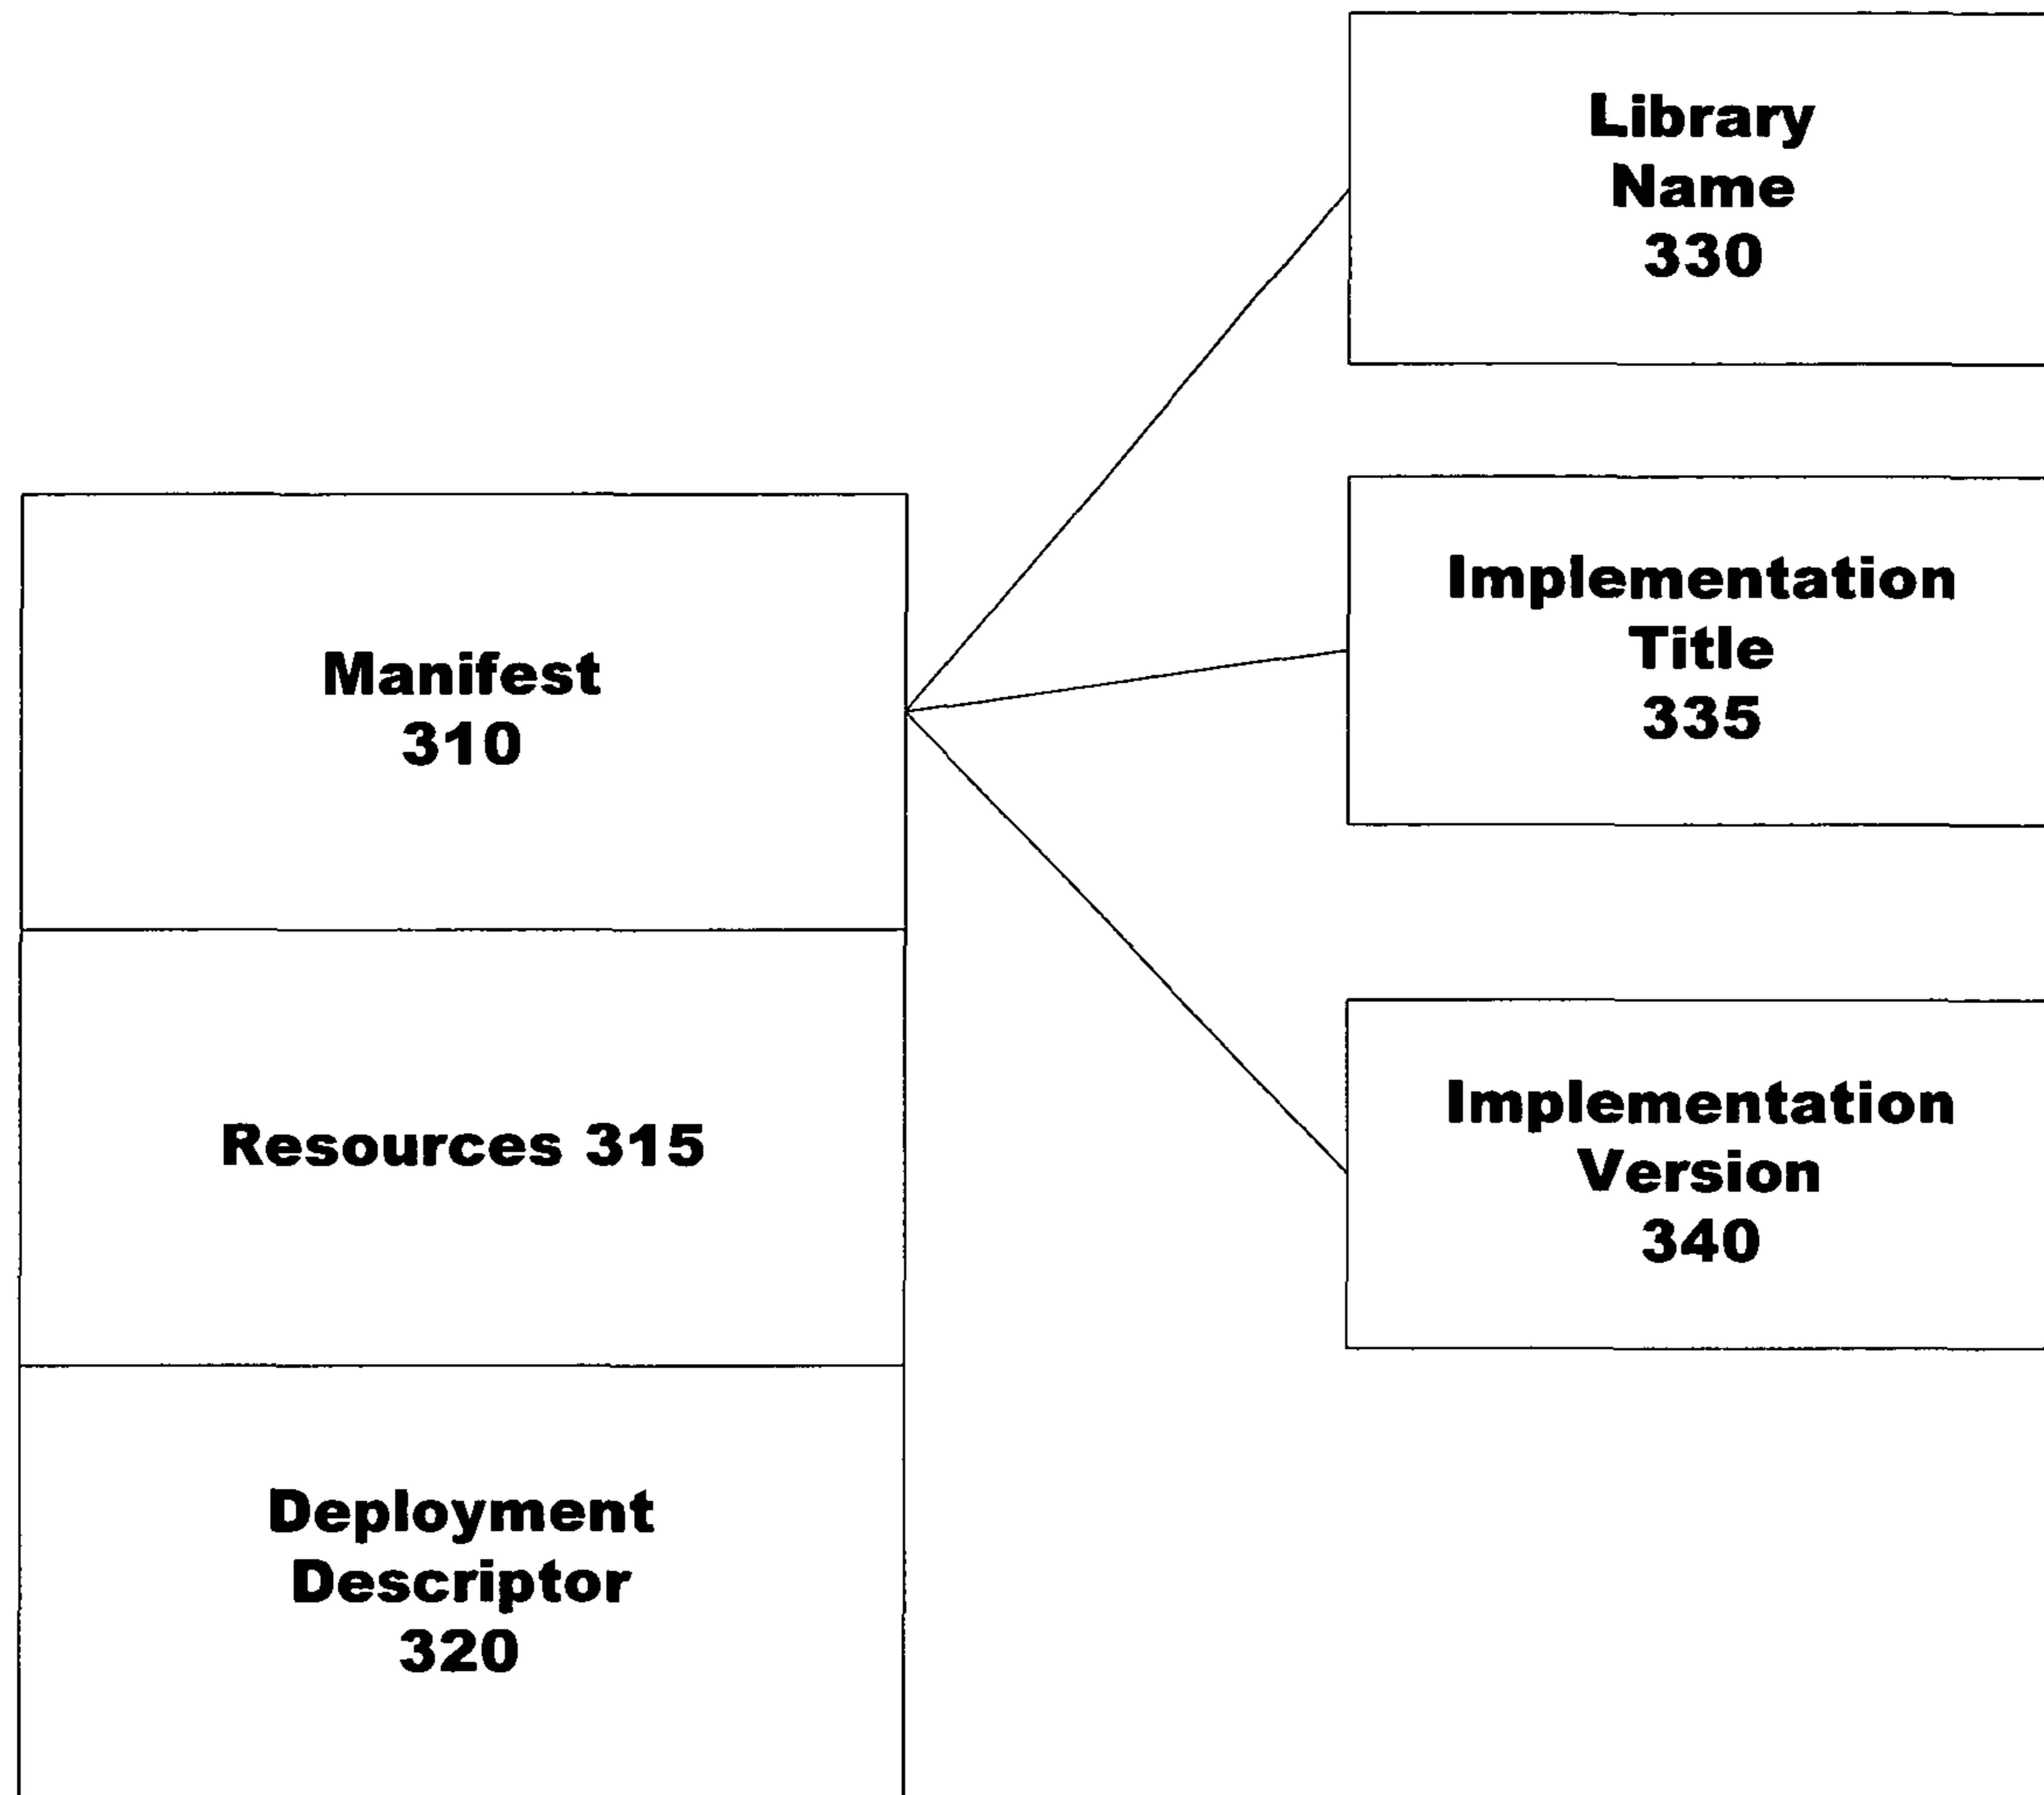 Library
Name
330
Implementation
Title
335
Manifest
310
Implementation
Version
340
Resources 315
Deployment
Descriptor
320